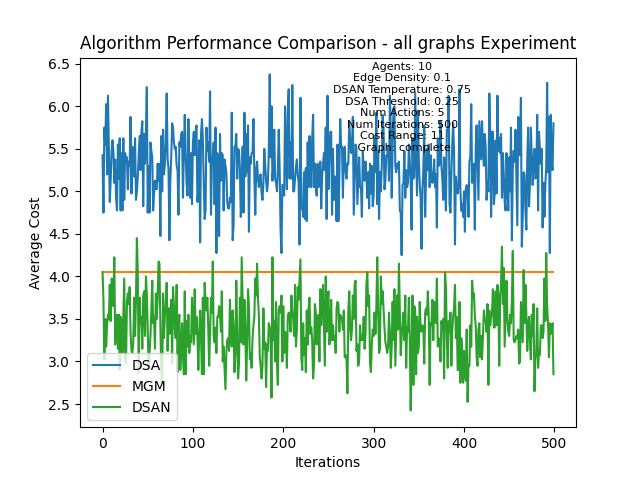 Algorithm Performance Comparison - all graphs Experiment
Agents: 10
Edge Density: 0.1
DSAN Temperature: 0.75
DSA Threshold: 0.25
Num Actions: 5
Num Iterations: 500
Cost Range: 11
Graph: complete
6.5
6.0
5.5
5.0
4.5
4.0
3.5
3.0
2.5
Average Cost
DSA
MGM
DSAN
0
100
200
300
400
500
Iterations